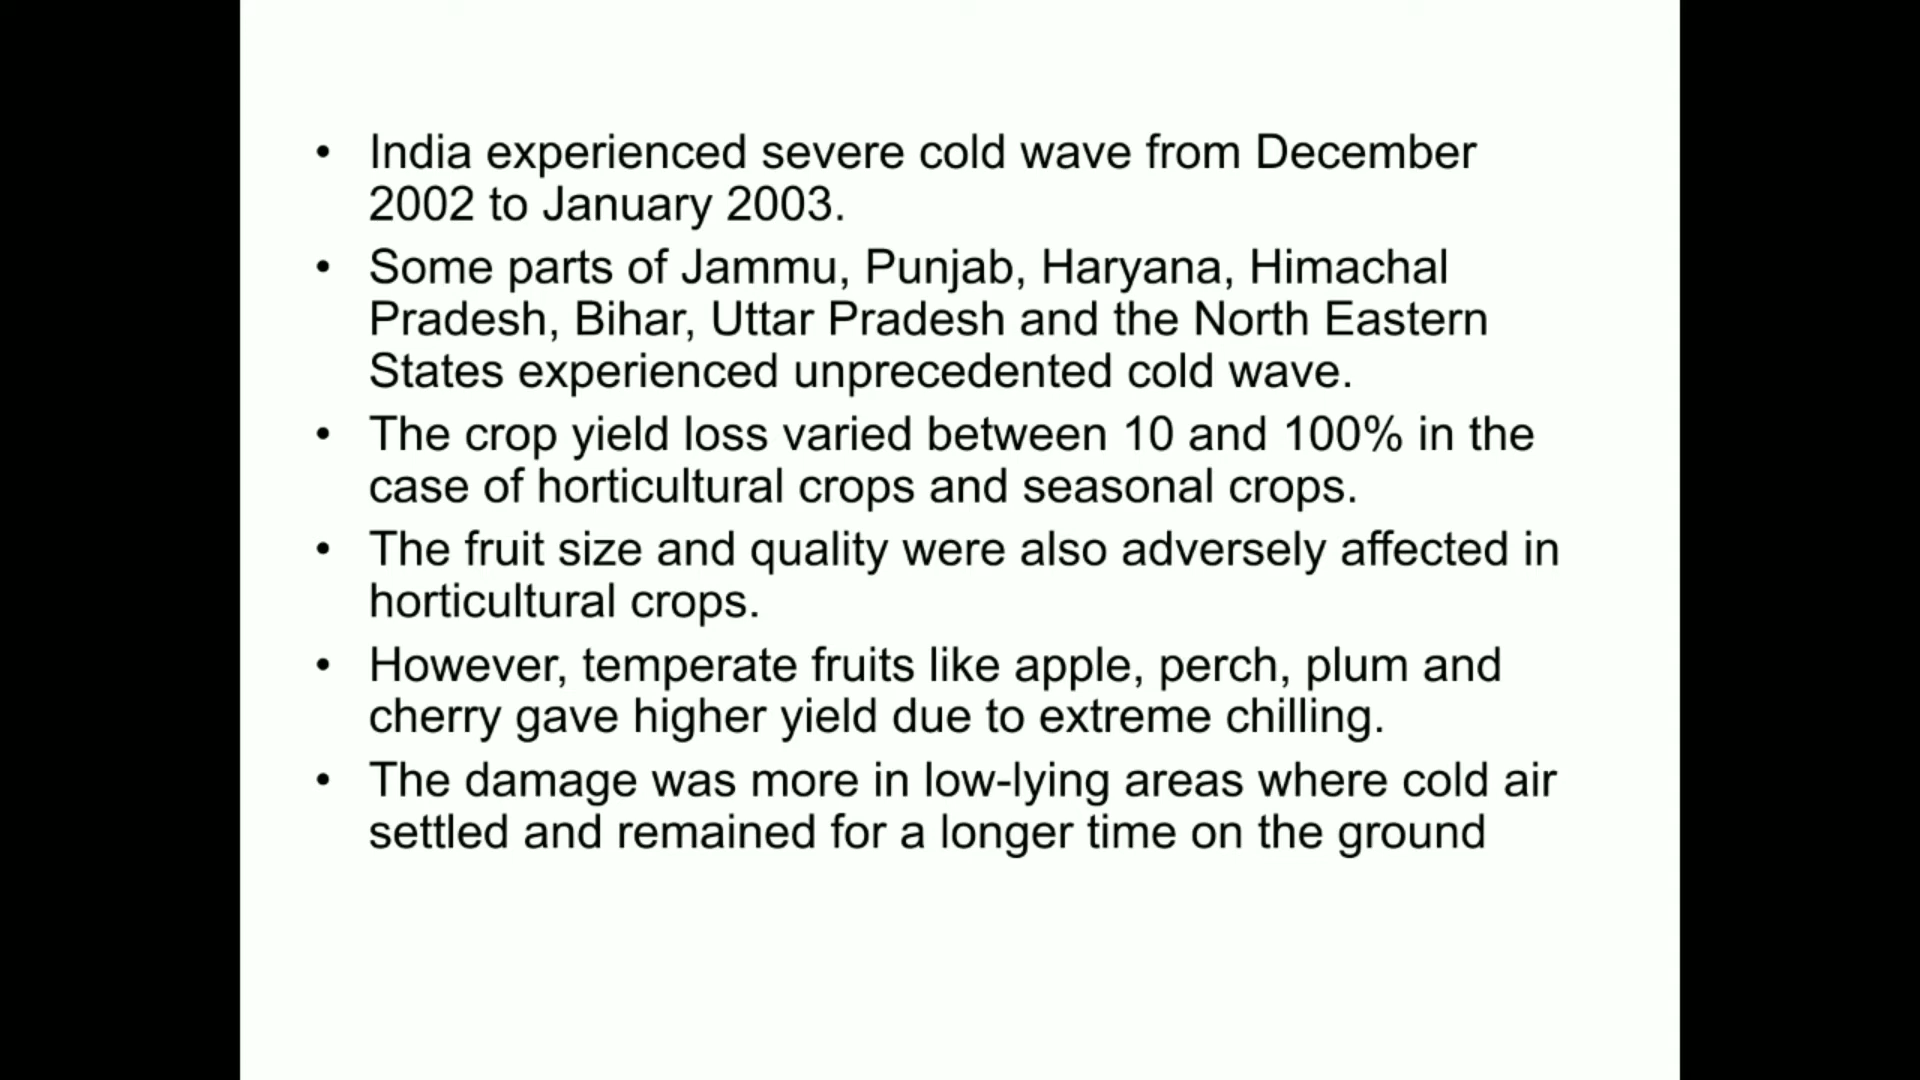 • India experienced severe cold wave from December
2002 to January 2003.
• Some parts of Jammu, Punjab, Haryana, Himachal
Pradesh, Bihar, Uttar Pradesh and the North Eastern
States experienced unprecedented cold wave.
• The crop yield loss varied between 10 and 100% in the
case of horticultural crops and seasonal crops.
• The fruit size and quality were also adversely affected in
horticultural crops.
• However, temperate fruits like apple, perch, plum and
cherry gave higher yield due to extreme chilling.
• The damage was more in low-lying areas where cold air
settled and remained for a longer time on the ground